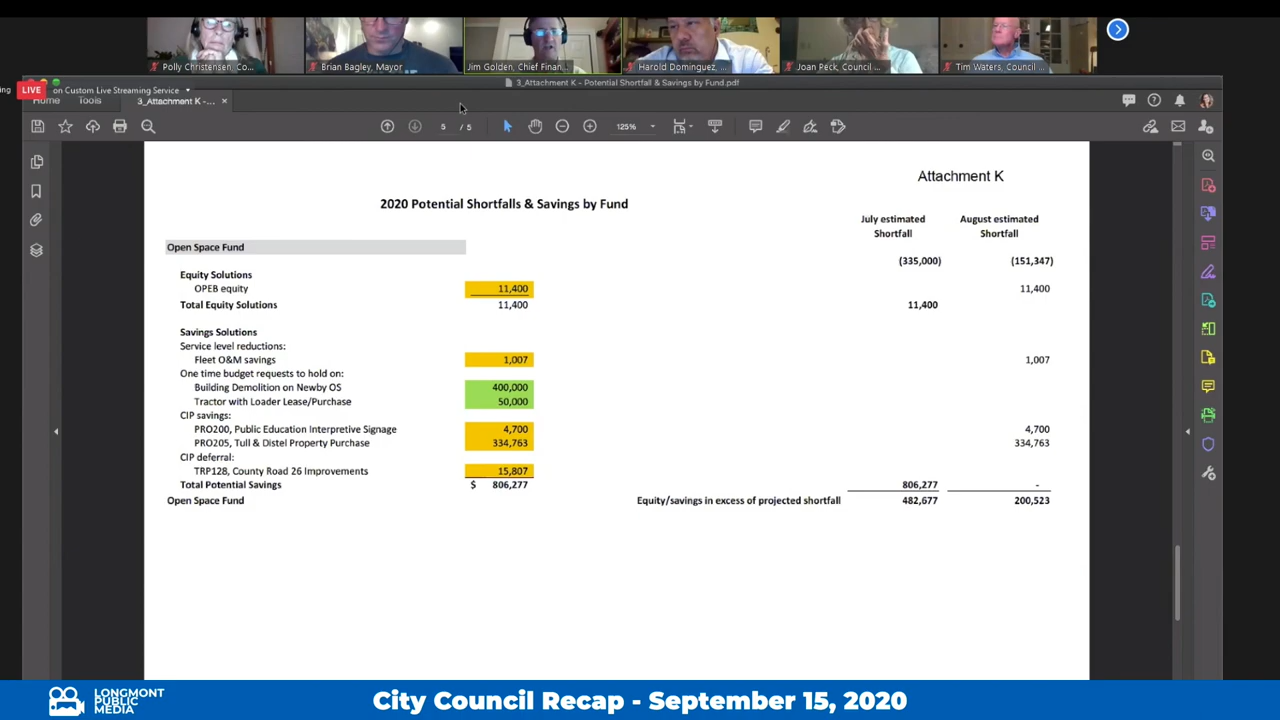 Polly Christensen, Co...
Brian Bagley, Mayor
Jim Golden, Chief Finan...
Harold Dominguez, ...
Joan Peck, Council ...
Tim Waters, Council ...
3_Attachment K - Potential Shortfall & Savings by Fund.pdf
ing LIVE on Custom Live Streaming Service
Home Tools 3_Attachment K -... ×
5 / 5 125%
Attachment K
2020 Potential Shortfalls & Savings by Fund
July estimated Shortfall August estimated Shortfall
Open Space Fund
(335,000) (151,347)
Equity Solutions
OPEB equity 11,400 11,400
Total Equity Solutions 11,400 11,400
Savings Solutions
Service level reductions:
Fleet O&M savings 1,007 1,007
One time budget requests to hold on:
Building Demolition on Newby OS 400,000
Tractor with Loader Lease/Purchase 50,000
CIP savings:
PRO200, Public Education Interpretive Signage 4,700 4,700
PRO205, Tull & Distel Property Purchase 334,763 334,763
CIP deferral:
TRP128, County Road 26 Improvements 15,807
Total Potential Savings $ 806,277 806,277 -
Open Space Fund Equity/savings in excess of projected shortfall 482,677 200,523
LONGMONT
PUBLIC
MEDIA
City Council Recap - September 15, 2020